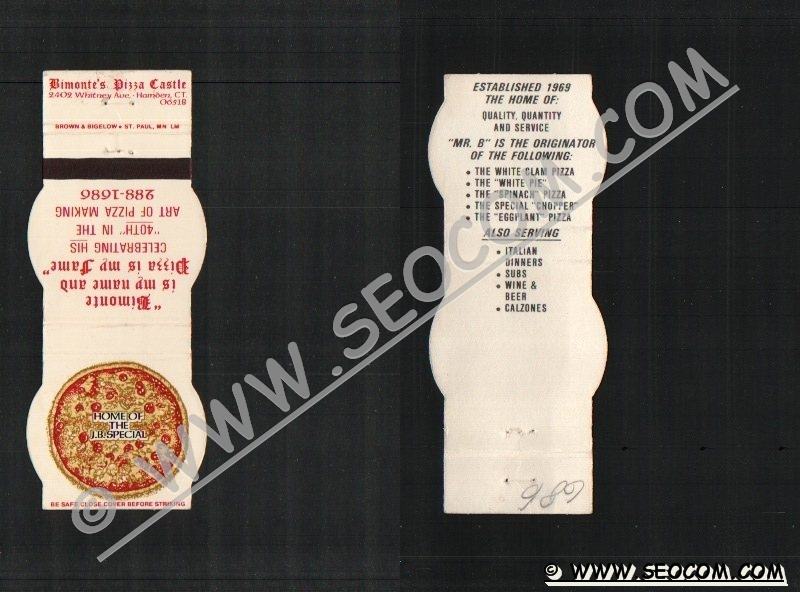 Bimonte's Pizza Castle
2402 Whitney Ave. · Hamden, CT.
06518
BROWN & BIGELOW • ST. PAUL, MN LM
288-1686
ART OF PIZZA MAKING
"40TH" IN THE
CELEBRATING HIS
Pizza is my Fame"
is my name and
"Bimonte
HOME OF
THE
J.B. SPECIAL
BE SAFE CLOSE COVER BEFORE STRIKING
ESTABLISHED 1969
THE HOME OF:
QUALITY, QUANTITY
AND SERVICE
"MR. B" IS THE ORIGINATOR
OF THE FOLLOWING:
• THE WHITE CLAM PIZZA
• THE "WHITE PIE"
• THE "SPINACH" PIZZA
• THE SPECIAL "CHOPPER"
• THE "EGGPLANT" PIZZA
ALSO SERVING
• ITALIAN
DINNERS
• SUBS
• WINE &
BEER
• CALZONES
686
© WWW.SEOCOM.COM
© WWW.SEOCOM.COM